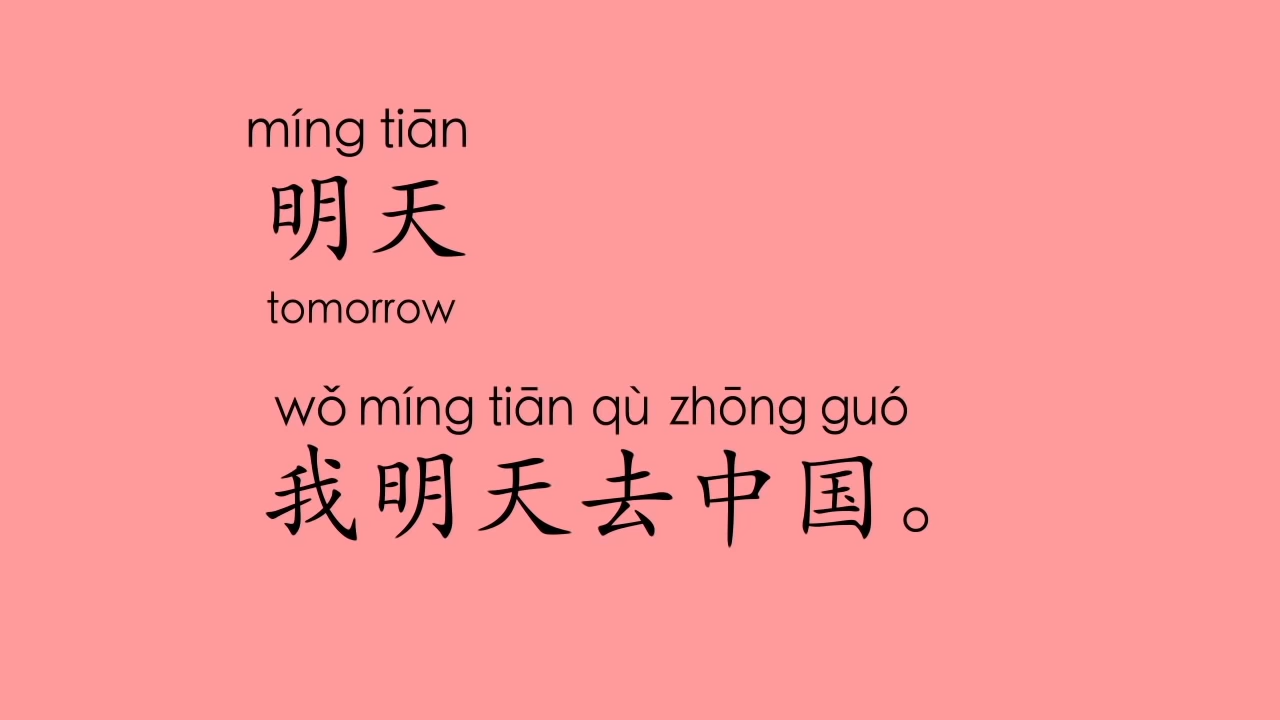 míng tiān
明天
tomorrow
wǒ míng tiān qù zhōng guó
我明天去中国。